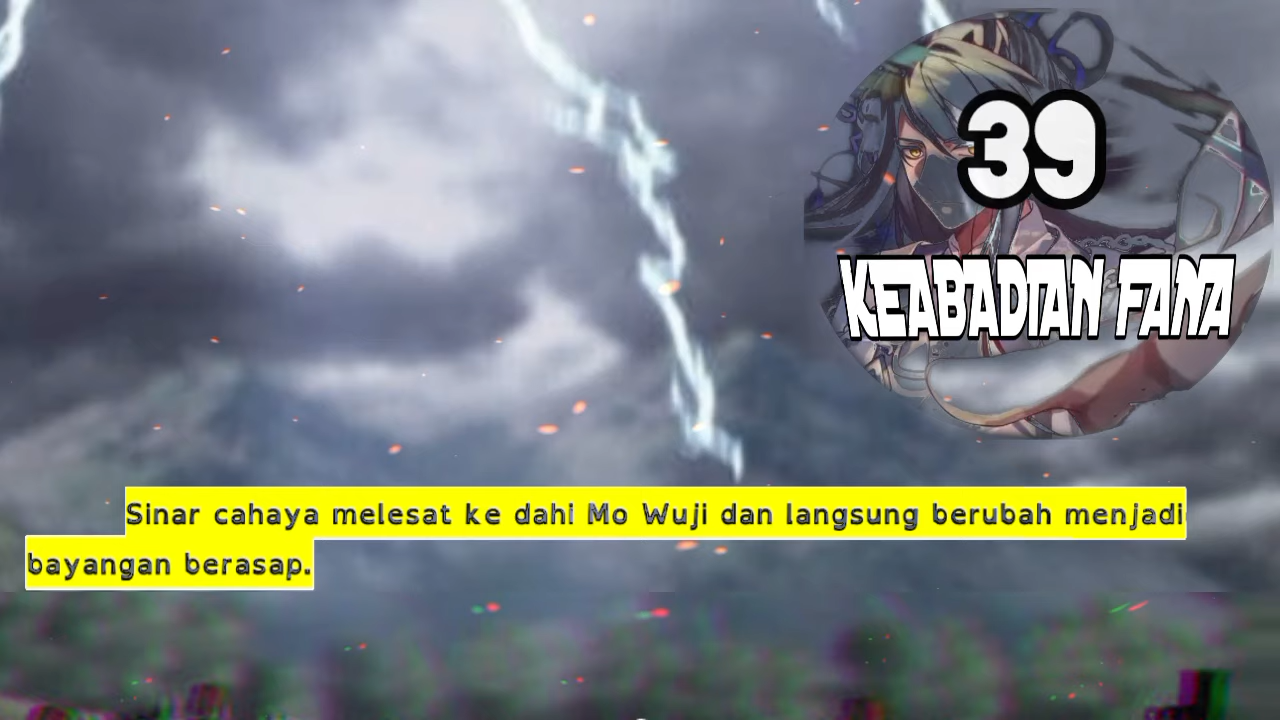 39
KEABADIAN FANA
Sinar cahaya melesat ke dahi Mo Wuji dan langsung berubah menjadi
bayangan berasap.